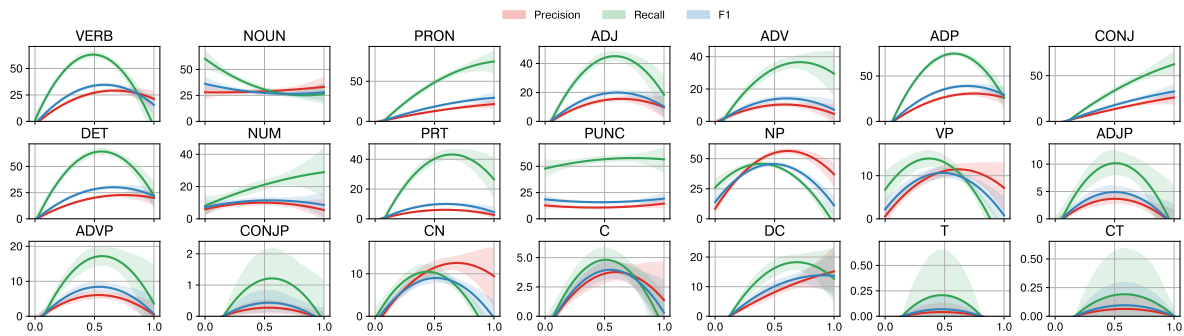 Precision Recall F1
VERB NOUN PRON ADJ ADV ADP CONJ
50 50 50 40 40 50 50
25 25 20 20
0 0 0 0 0 0 0
DET NUM PRT PUNC NP VP ADJP
50 40 40 50 50 10 10
25 20 20 25 25 5
0 0 0 0 0 0 0
ADVP CONJP CN C DC T CT
20 2 10 5.0 20 0.50 0.50
10 1 2.5 10 0.25 0.25
0 0 0 0.0 0 0.00 0.00
0.0 0.5 1.0 0.0 0.5 1.0 0.0 0.5 1.0 0.0 0.5 1.0 0.0 0.5 1.0 0.0 0.5 1.0 0.0 0.5 1.0